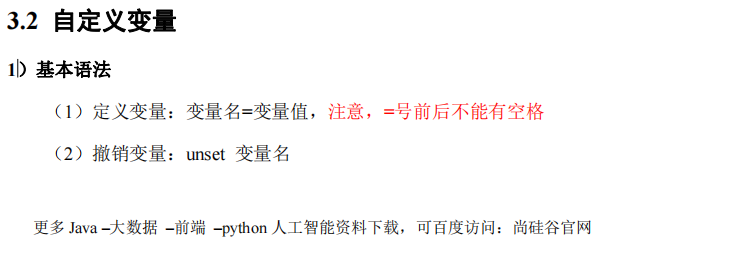 3.2 自定义变量
1）基本语法
（1）定义变量：变量名=变量值，注意，=号前后不能有空格
（2）撤销变量：unset 变量名
更多 Java –大数据 –前端 –python 人工智能资料下载，可百度访问：尚硅谷官网